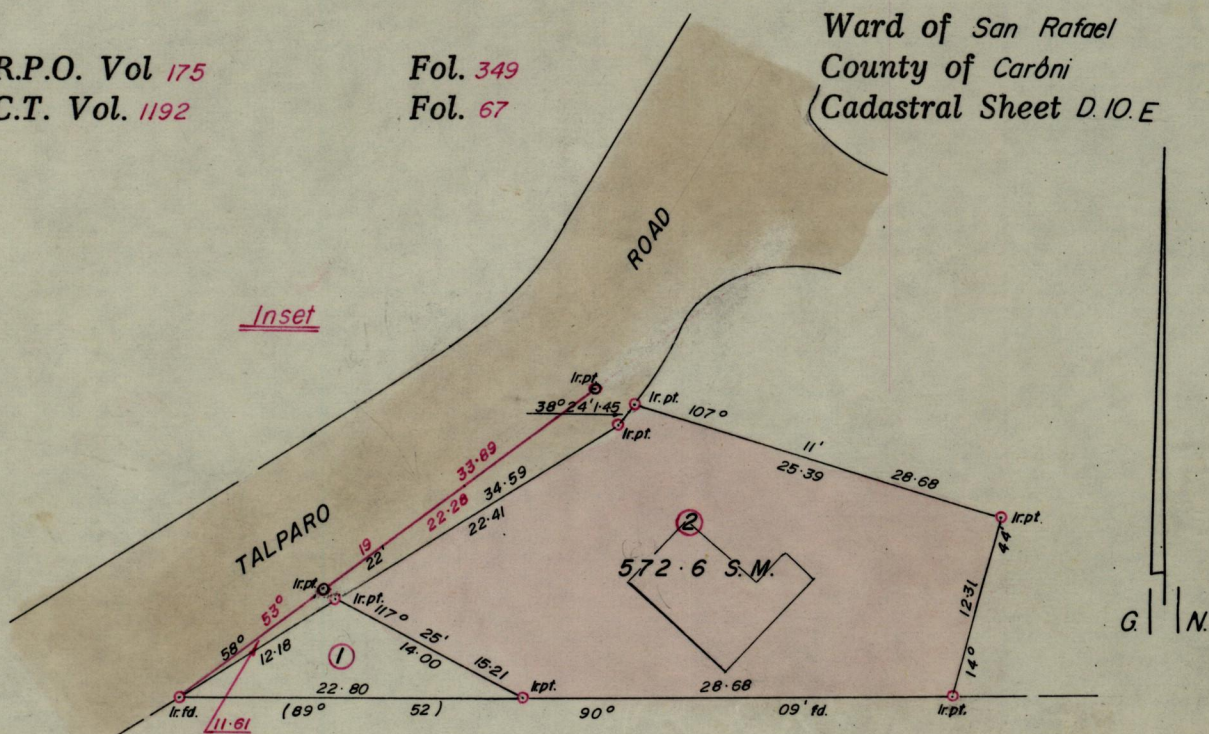 Ward of San Rafael
R.P.O. Vol 175 Fol. 349
County of Carôni
C.T. Vol. 1192 Fol. 67
Cadastral Sheet D.10.E
ROAD
Inset
Ir.pt.
38° 24' 1·45
Ir.pt.
107°
Ir.pt.
11'
25·39
28·68
33·89
34·59
22·28
22·41
Ir.pt.
44'
2
TALPARO
19
22'
572·6 S.M.
Ir.pt.
Ir.pt.
12·31
G. N.
53°
58°
117° 25'
12·18
1
14·00
15·21
14°
22·80
Ir.pt.
28·68
Ir.fd.
(89° 52)
90°
09' fd.
Ir.pt.
11·61